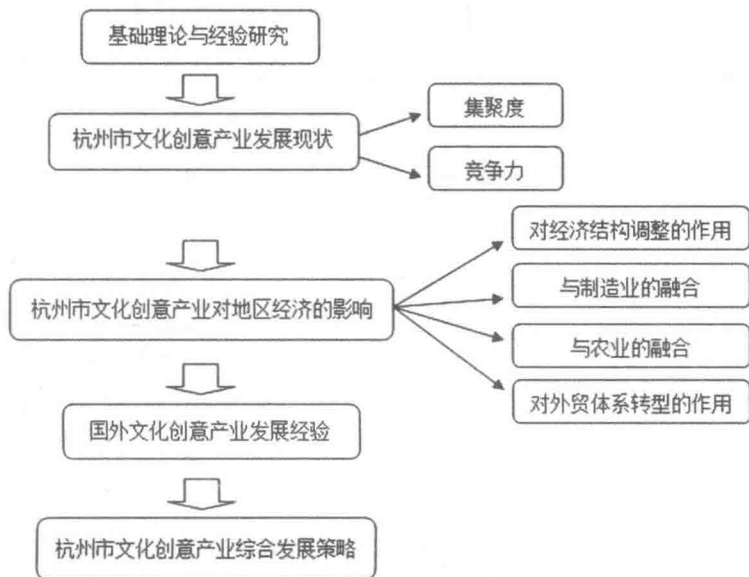 基础理论与经验研究
杭州市文化创意产业发展现状
集聚度
竞争力
杭州市文化创意产业对地区经济的影响
对经济结构调整的作用
与制造业的融合
与农业的融合
对外贸体系转型的作用
国外文化创意产业发展经验
杭州市文化创意产业综合发展策略